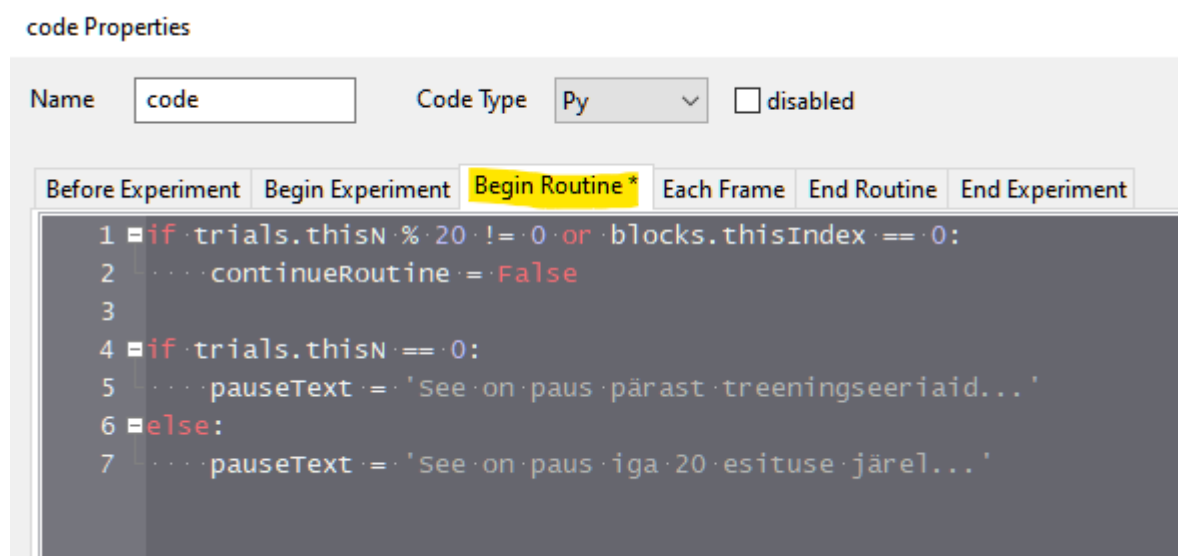 code Properties
Name code Code Type Py disabled
Before Experiment Begin Experiment Begin Routine * Each Frame End Routine End Experiment
1 if trials.thisN % 20 != 0 or blocks.thisIndex == 0:
2 continueRoutine = False
3
4 if trials.thisN == 0:
5 pauseText = 'See on paus pärast treeningseeriaid...'
6 else:
7 pauseText = 'See on paus iga 20 esituse järel...'